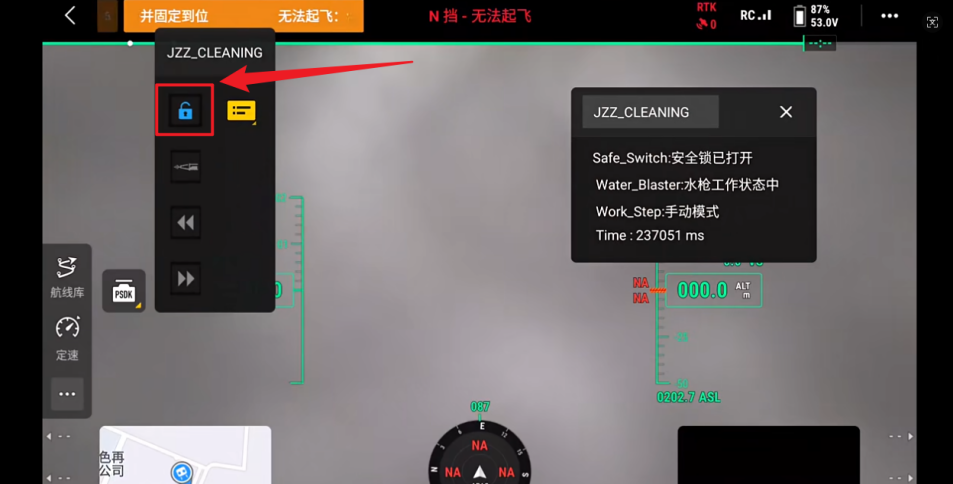 并固定到位 无法起飞:
N 挡 - 无法起飞
RTK
0
RC
87%
53.0V
--:--
JZZ_CLEANING
JZZ_CLEANING
Safe_Switch:安全锁已打开
Water_Blaster:水枪工作状态中
Work_Step:手动模式
Time : 237051 ms
航线库
PSDK
定速
NA
NA
000.0 ALT
m
0202.7 ASL
087
E
NA
NA
NA
N
S
色再
公司